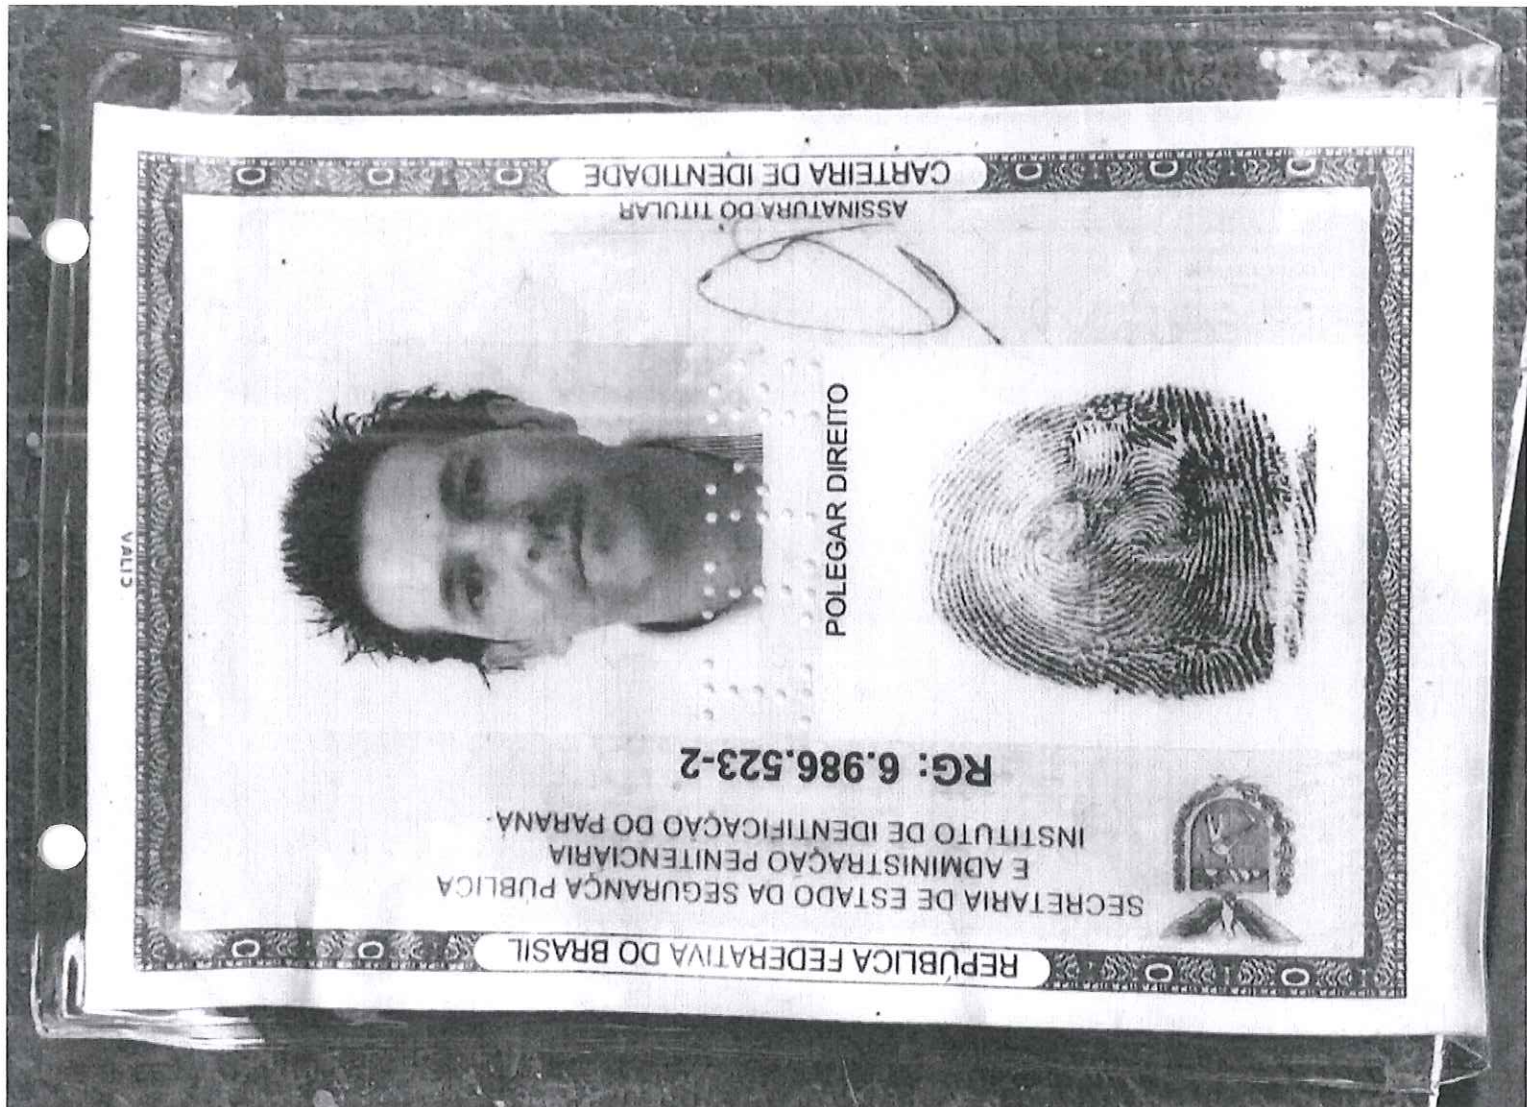 REPÚBLICA FEDERATIVA DO BRASIL
SECRETARIA DE ESTADO DA SEGURANÇA PÚBLICA
E ADMINISTRAÇÃO PENITENCIÁRIA
INSTITUTO DE IDENTIFICAÇÃO DO PARANÁ
RG: 6.986.523-2
POLEGAR DIREITO
ASSINATURA DO TITULAR
CARTEIRA DE IDENTIDADE